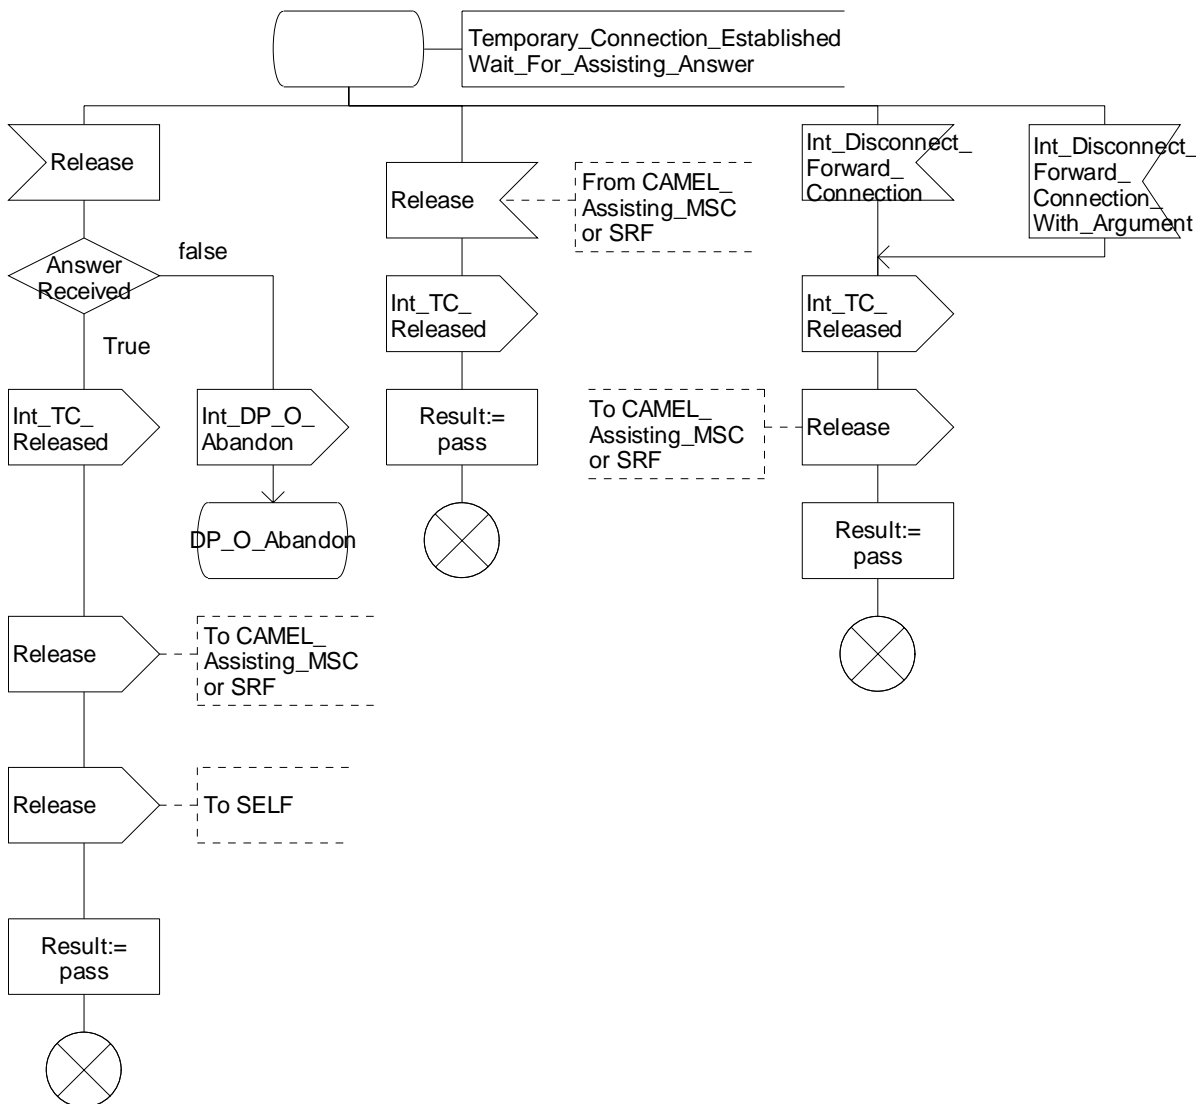 Temporary_Connection_Established
Wait_For_Assisting_Answer
Release
Release
From CAMEL_
Assisting_MSC
or SRF
Int_Disconnect_
Forward_
Connection
Int_Disconnect_
Forward_
Connection_
With_Argument
Answer
Received
false
True
Int_TC_
Released
Int_TC_
Released
Int_TC_
Released
Int_DP_O_
Abandon
Result:=
pass
To CAMEL_
Assisting_MSC
or SRF
Release
DP_O_Abandon
Result:=
pass
Release
To CAMEL_
Assisting_MSC
or SRF
Release
To SELF
Result:=
pass